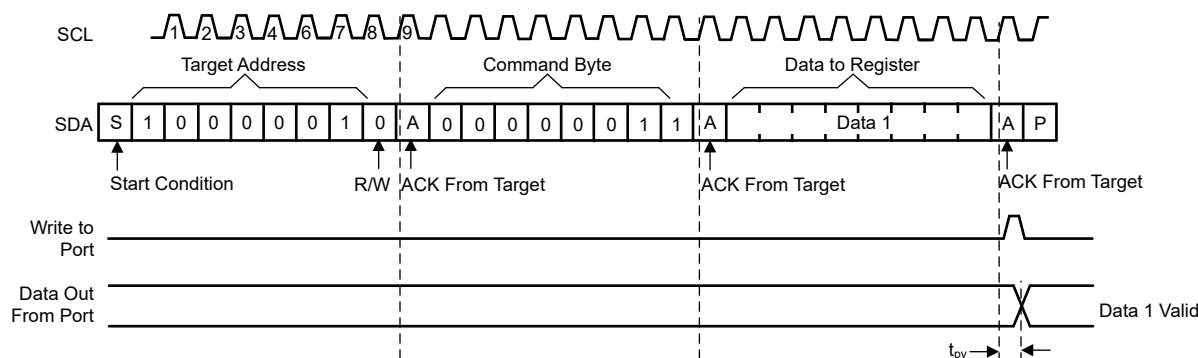 SCL 1 2 3 4 6 7 8 9
Target Address Command Byte Data to Register
SDA S 1 0 0 0 0 0 1 0 A 0 0 0 0 0 0 1 1 A Data 1 A P
Start Condition R/W ACK From Target ACK From Target ACK From Target
Write to
Port
Data Out
From Port
Data 1 Valid
tpv